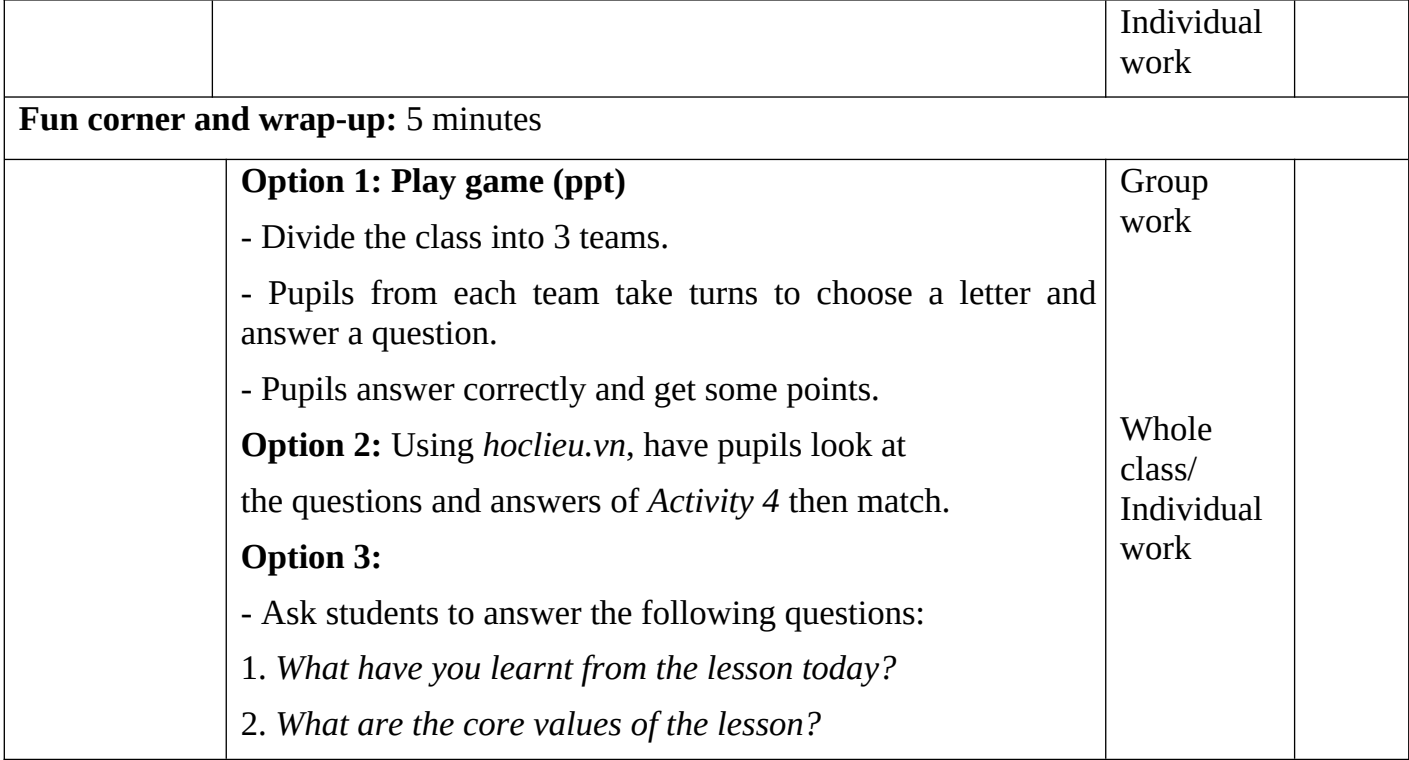 Individual
work
Fun corner and wrap-up: 5 minutes
Option 1: Play game (ppt)
- Divide the class into 3 teams.
- Pupils from each team take turns to choose a letter and
answer a question.
- Pupils answer correctly and get some points.
Option 2: Using hoclieu.vn, have pupils look at
the questions and answers of Activity 4 then match.
Option 3:
- Ask students to answer the following questions:
1. What have you learnt from the lesson today?
2. What are the core values of the lesson?
Group
work
Whole
class/
Individual
work